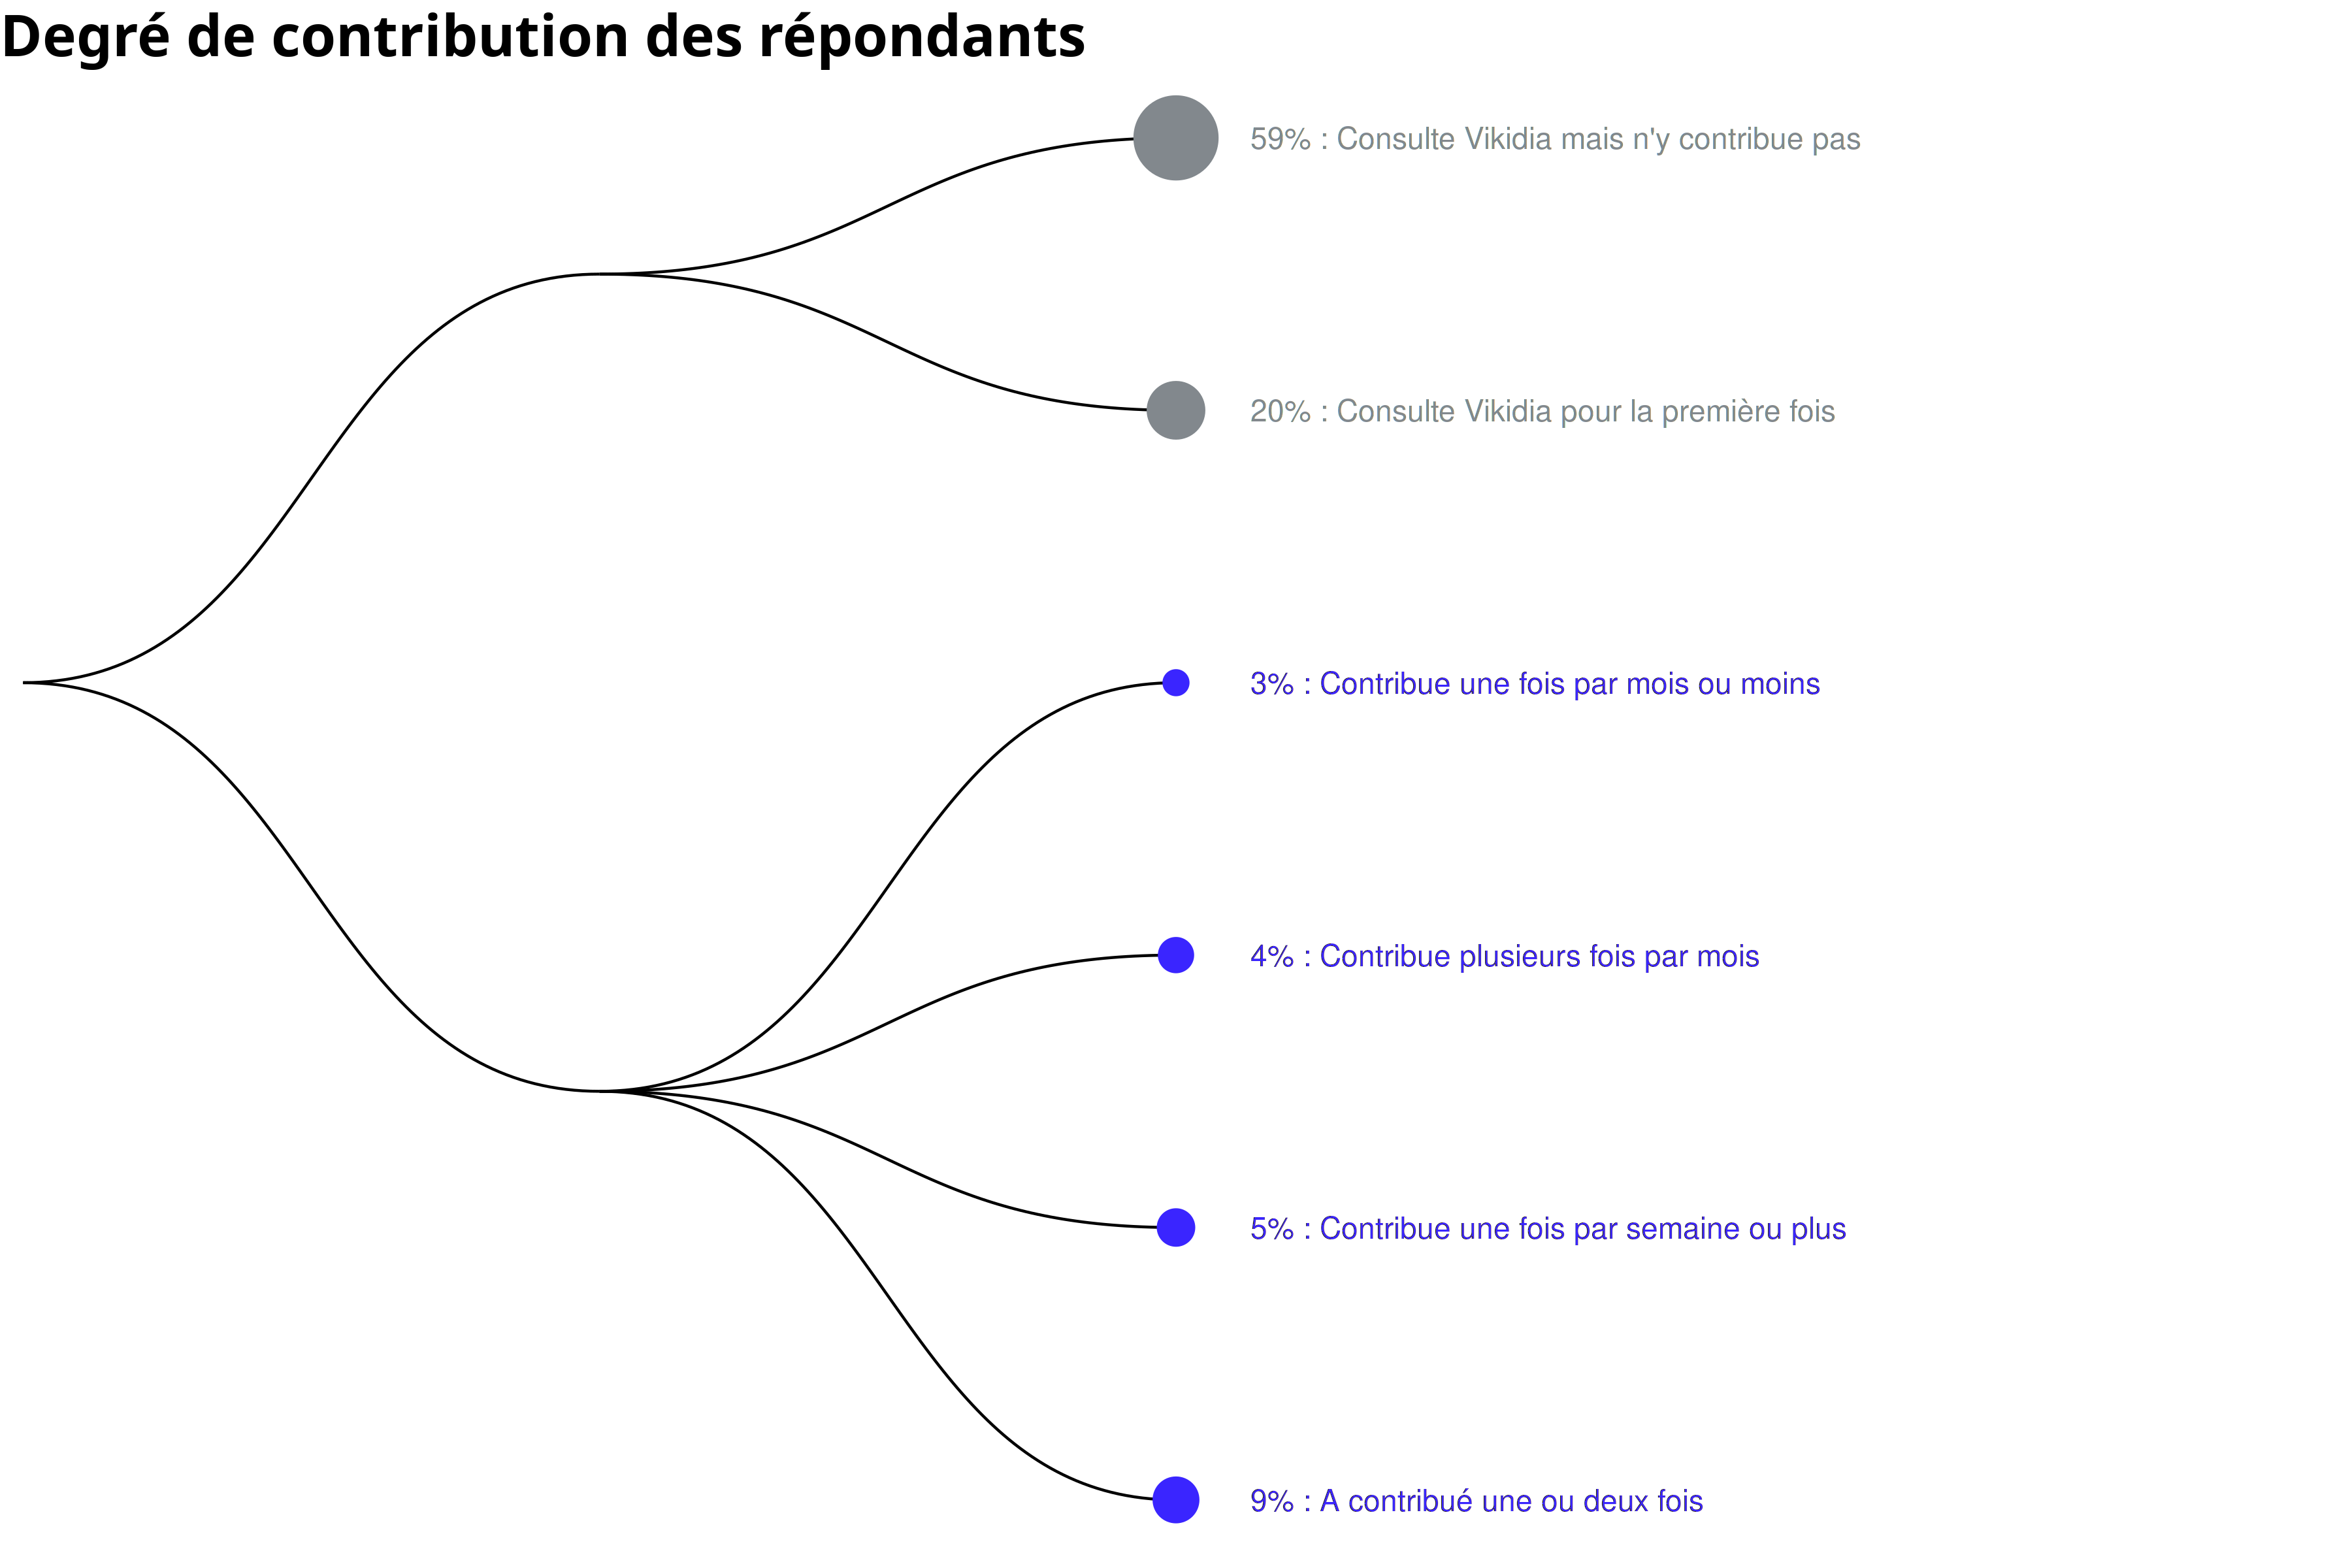 Degré de contribution des répondants
59% : Consulte Vikidia mais n'y contribue pas
20% : Consulte Vikidia pour la première fois
3% : Contribue une fois par mois ou moins
4% : Contribue plusieurs fois par mois
5% : Contribue une fois par semaine ou plus
9% : A contribué une ou deux fois